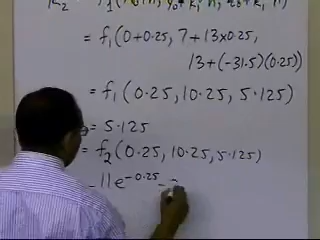 = f₁(0+0.25, 7+13×0.25,
13+(-31.5)(0.25))
= f₁(0.25, 10.25, 5.125)
= 5.125
= f₂(0.25, 10.25, 5.125)
-11e^-0.25 -